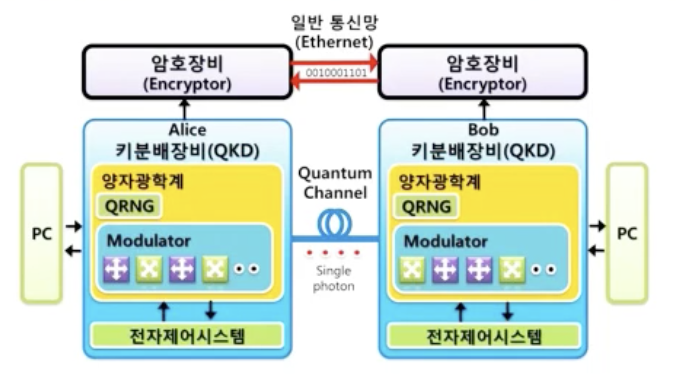 일반 통신망
(Ethernet)
암호장비
(Encryptor)
0010001101
암호장비
(Encryptor)
Alice
키분배장비(QKD)
Bob
키분배장비(QKD)
양자광학계
QRNG
Modulator
Quantum
Channel
Single
photon
양자광학계
QRNG
Modulator
PC
PC
전자제어시스템
전자제어시스템